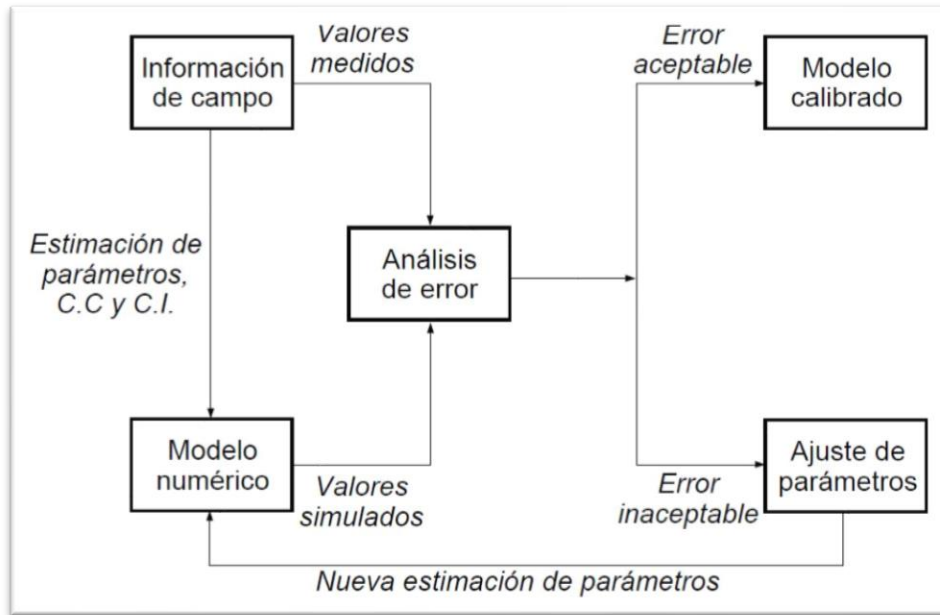 Información
de campo
Valores
medidos
Error
aceptable
Modelo
calibrado
Estimación de
parámetros,
C.C y C.I.
Análisis
de error
Modelo
numérico
Valores
simulados
Error
inaceptable
Ajuste de
parámetros
Nueva estimación de parámetros